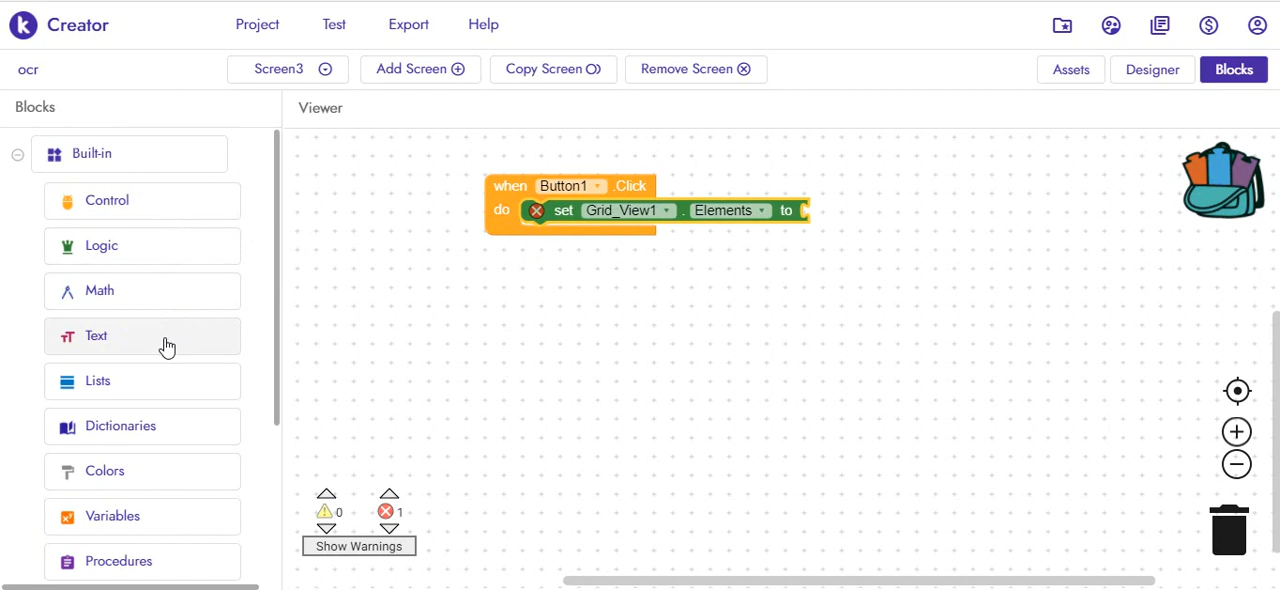 k Creator Project Test Export Help
ocr Screen3 Add Screen Copy Screen Remove Screen Assets Designer Blocks
Blocks Viewer
Built-in
Control
Logic
Math
Text
Lists
Dictionaries
Colors
Variables
Procedures
when Button1 .Click
do set Grid_View1 . Elements to
0 1
Show Warnings